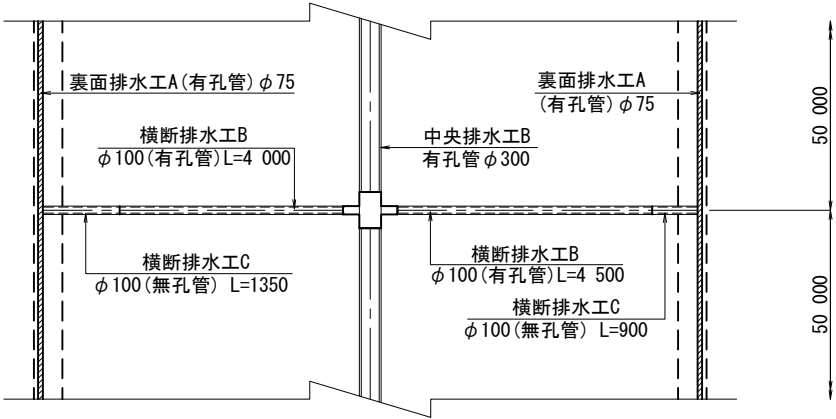 裏面排水工A(有孔管)φ75
裏面排水工A
(有孔管)φ75
横断排水工B
φ100(有孔管)L=4 000
中央排水工B
有孔管φ300
50 000
横断排水工C
φ100(無孔管) L=1350
横断排水工B
φ100(有孔管)L=4 500
横断排水工C
φ100(無孔管) L=900
50 000